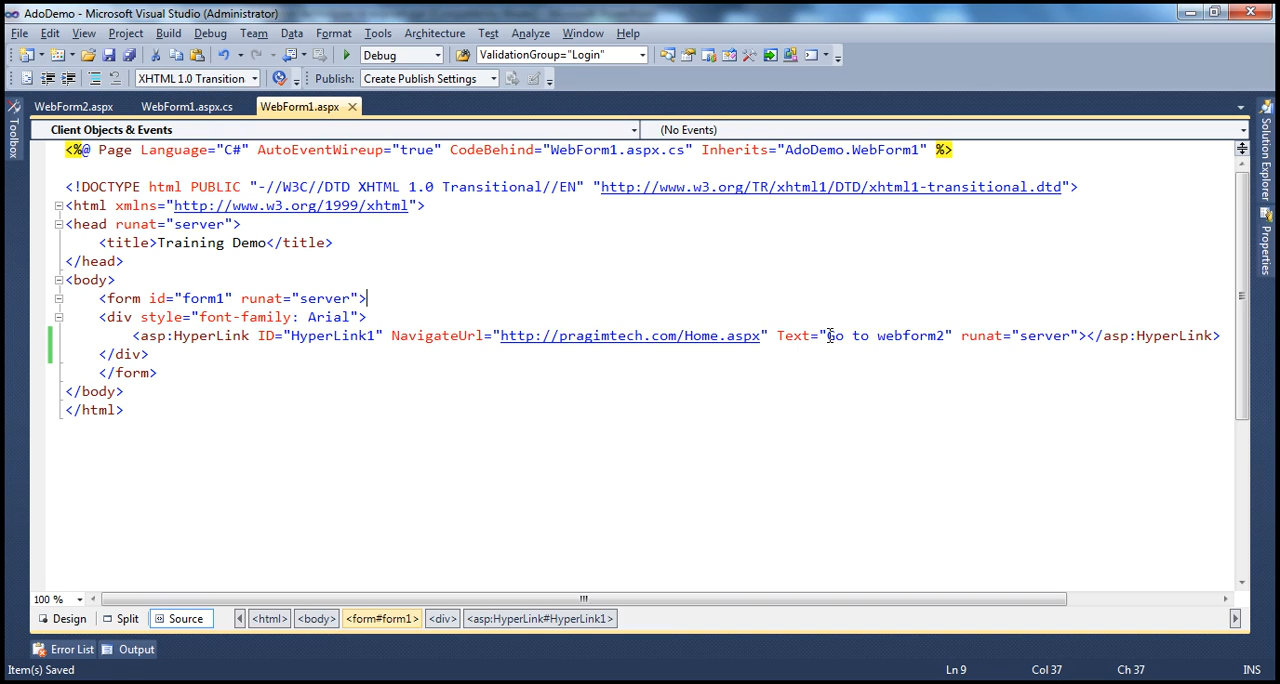 AdoDemo - Microsoft Visual Studio (Administrator)
File Edit View Project Build Debug Team Data Format Tools Architecture Test Analyze Window Help
Debug ValidationGroup="Login"
XHTML 1.0 Transition Publish: Create Publish Settings
WebForm2.aspx WebForm1.aspx.cs WebForm1.aspx
Client Objects & Events (No Events)
Toolbox
Solution Explorer
Properties
<%@ Page Language="C#" AutoEventWireup="true" CodeBehind="WebForm1.aspx.cs" Inherits="AdoDemo.WebForm1" %>
<!DOCTYPE html PUBLIC "-//W3C//DTD XHTML 1.0 Transitional//EN" "http://www.w3.org/TR/xhtml1/DTD/xhtml1-transitional.dtd">
<html xmlns="http://www.w3.org/1999/xhtml">
<head runat="server">
<title>Training Demo</title>
</head>
<body>
<form id="form1" runat="server">
<div style="font-family: Arial">
<asp:HyperLink ID="HyperLink1" NavigateUrl="http://pragimtech.com/Home.aspx" Text="Go to webform2" runat="server"></asp:HyperLink>
</div>
</form>
</body>
</html>
100 %
Design Split Source <html> <body> <form#form1> <div> <asp:HyperLink#HyperLink1>
Error List Output
Item(s) Saved Ln 9 Col 37 Ch 37 INS